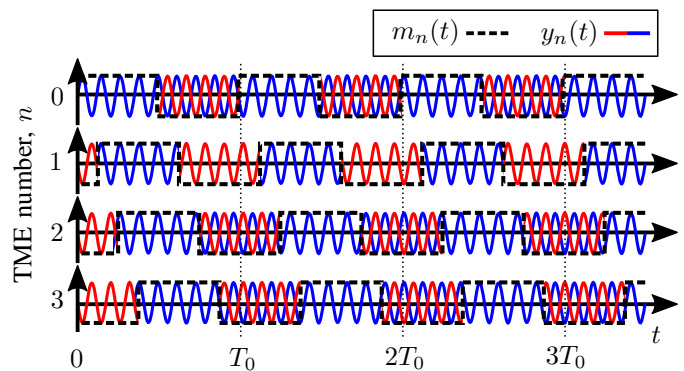 m_n(t) y_n(t)
TME number, n
0
1
2
3
t
0 T_0 2T_0 3T_0